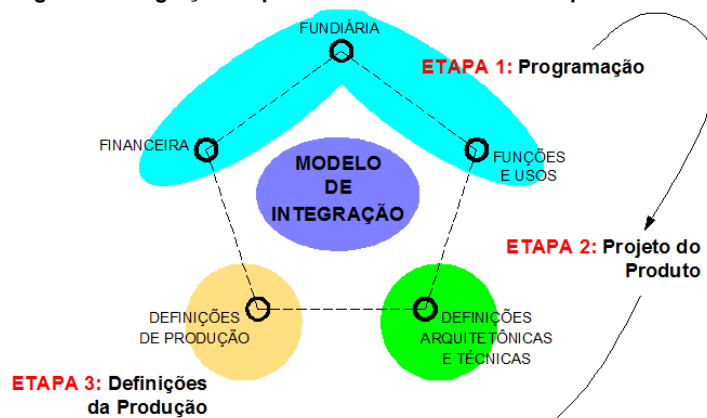 FUNDIÁRIA
ETAPA 1: Programação
FINANCEIRA
FUNÇÕES
E USOS
MODELO
DE
INTEGRAÇÃO
ETAPA 2: Projeto do
Produto
DEFINIÇÕES
DE PRODUÇÃO
DEFINIÇÕES
ARQUITETÔNICAS
E TÉCNICAS
ETAPA 3: Definições
da Produção